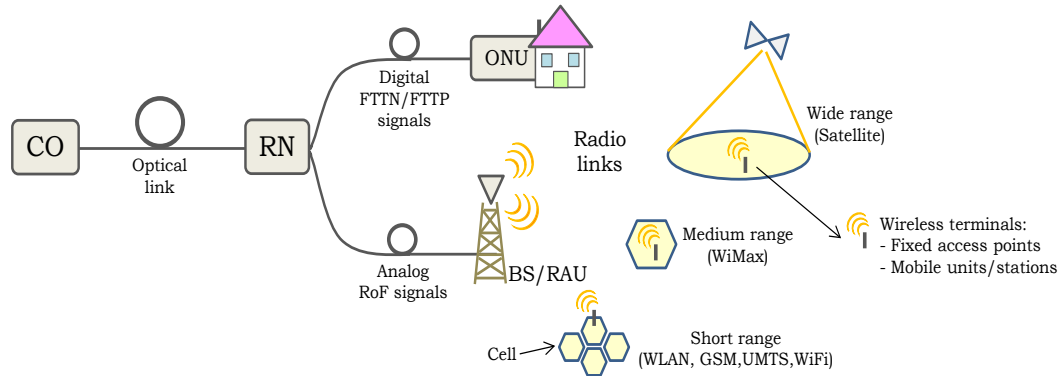 CO
Optical
link
RN
Digital
FTTN/FTTP
signals
ONU
Analog
RoF signals
BS/RAU
Radio
links
Wide range
(Satellite)
Medium range
(WiMax)
Wireless terminals:
- Fixed access points
- Mobile units/stations
Cell
Short range
(WLAN, GSM,UMTS,WiFi)